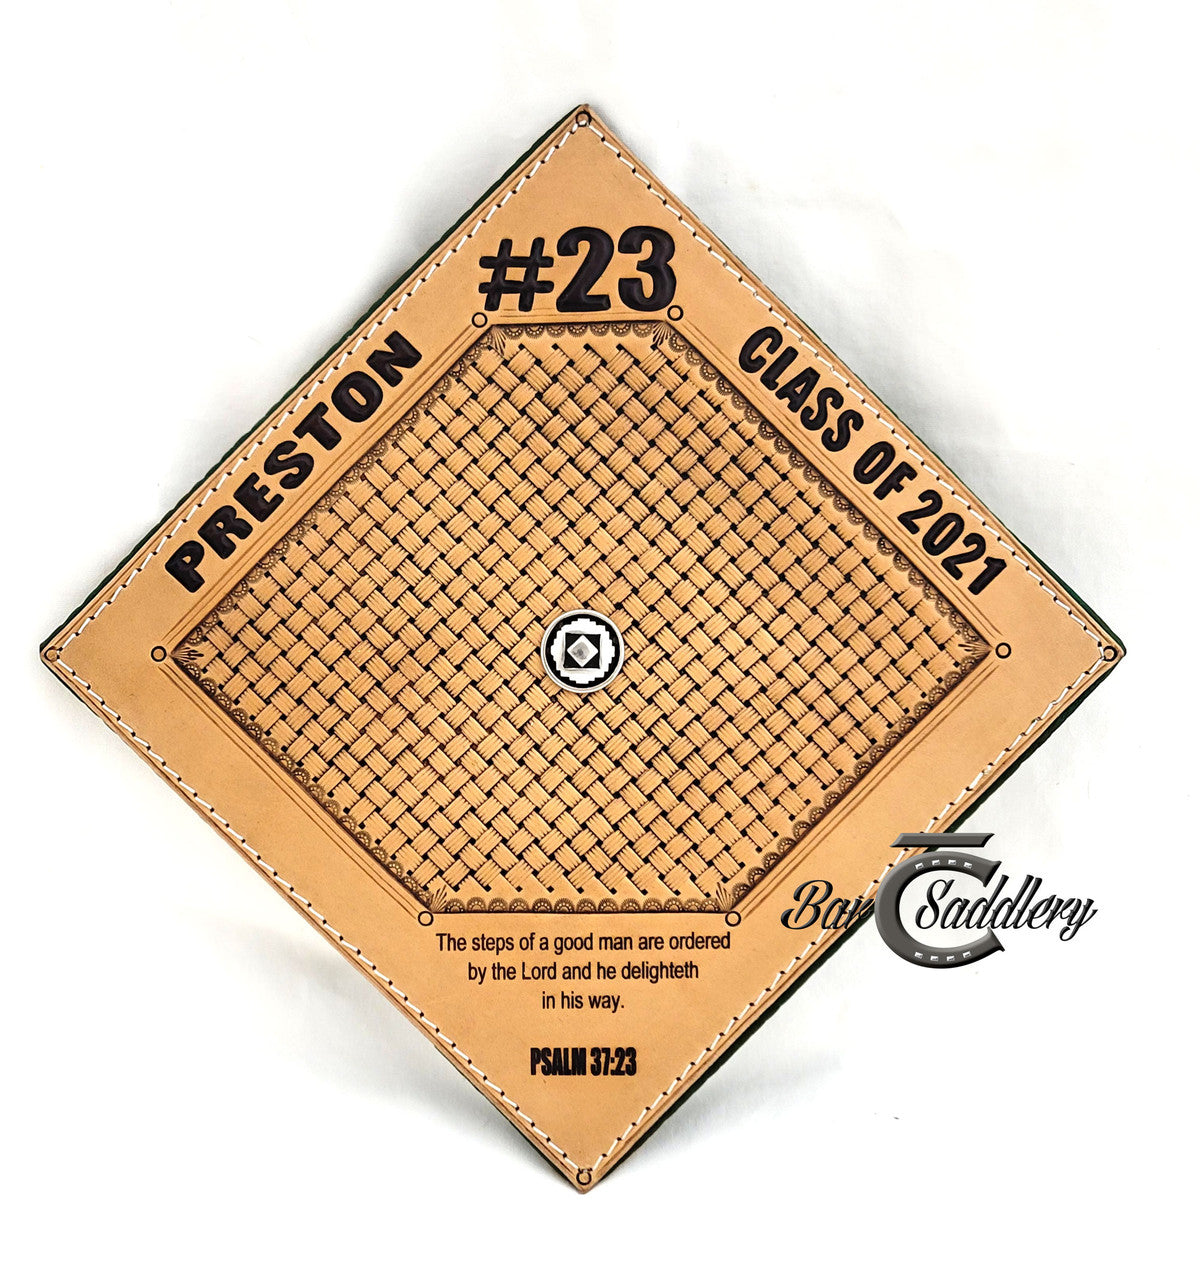 #23
PRESTON
CLASS OF 2021
The steps of a good man are ordered
by the Lord and he delighteth
in his way.
PSALM 37:23
Bar C Saddlery